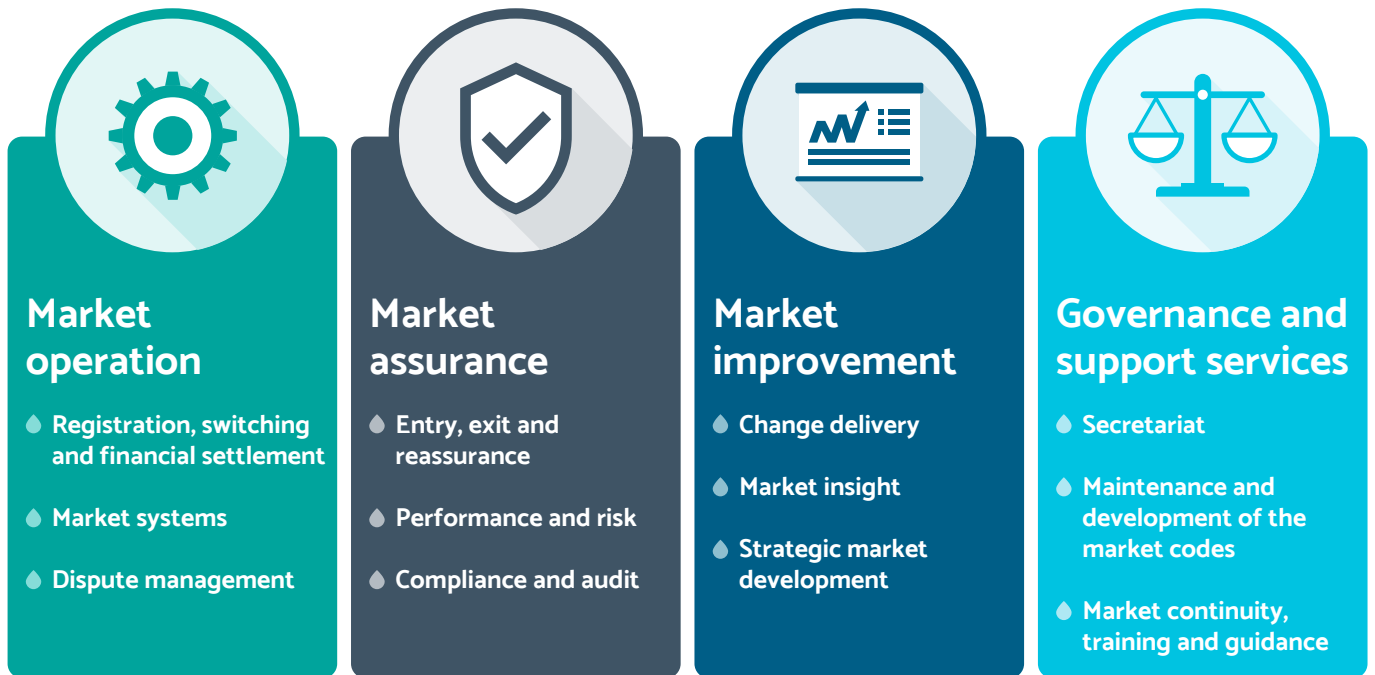 Market
operation
Registration, switching
and financial settlement
Market systems
Dispute management
Market
assurance
Entry, exit and
reassurance
Performance and risk
Compliance and audit
Market
improvement
Change delivery
Market insight
Strategic market
development
Governance and
support services
Secretariat
Maintenance and
development of the
market codes
Market continuity,
training and guidance